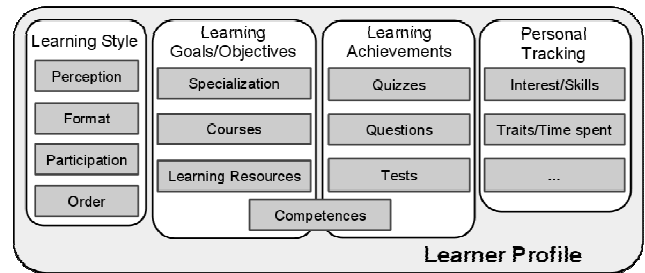 Learning Style
Perception
Format
Participation
Order
Learning
Goals/Objectives
Specialization
Courses
Learning Resources
Learning
Achievements
Quizzes
Questions
Tests
Competences
Personal
Tracking
Interest/Skills
Traits/Time spent
...
Learner Profile